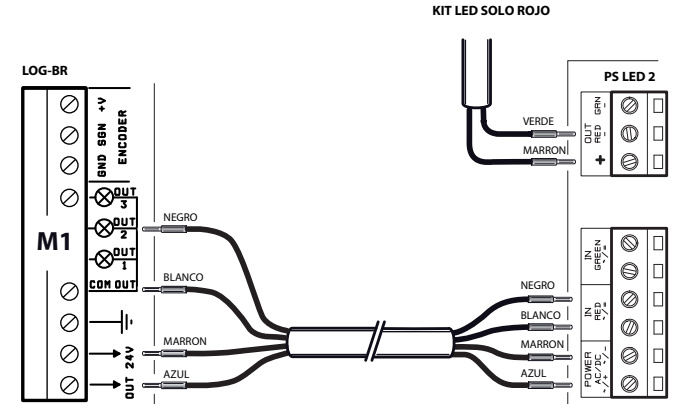 KIT LED SOLO ROJO
LOG-BR
PS LED 2
+V
SGN
GND
ENCODER
OUT
3
OUT
2
OUT
1
COM OUT
M1
OUT 24V
NEGRO
BLANCO
MARRON
AZUL
VERDE
MARRON
OUT
GRN
-
RED
-
+
NEGRO
BLANCO
MARRON
AZUL
IN
GREEN
~/=
IN
RED
~/=
POWER
AC/DC
~/+ ~/-